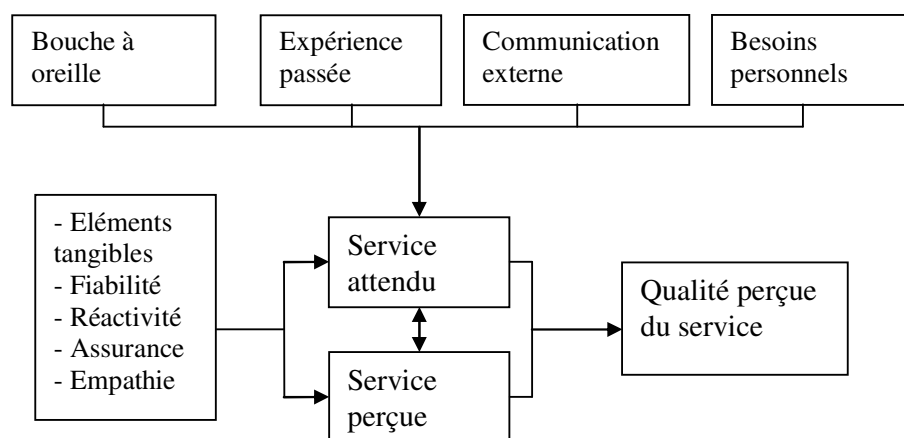 Bouche à
oreille
Expérience
passée
Communication
externe
Besoins
personnels
- Eléments
tangibles
- Fiabilité
- Réactivité
- Assurance
- Empathie
Service
attendu
Service
perçue
Qualité perçue
du service